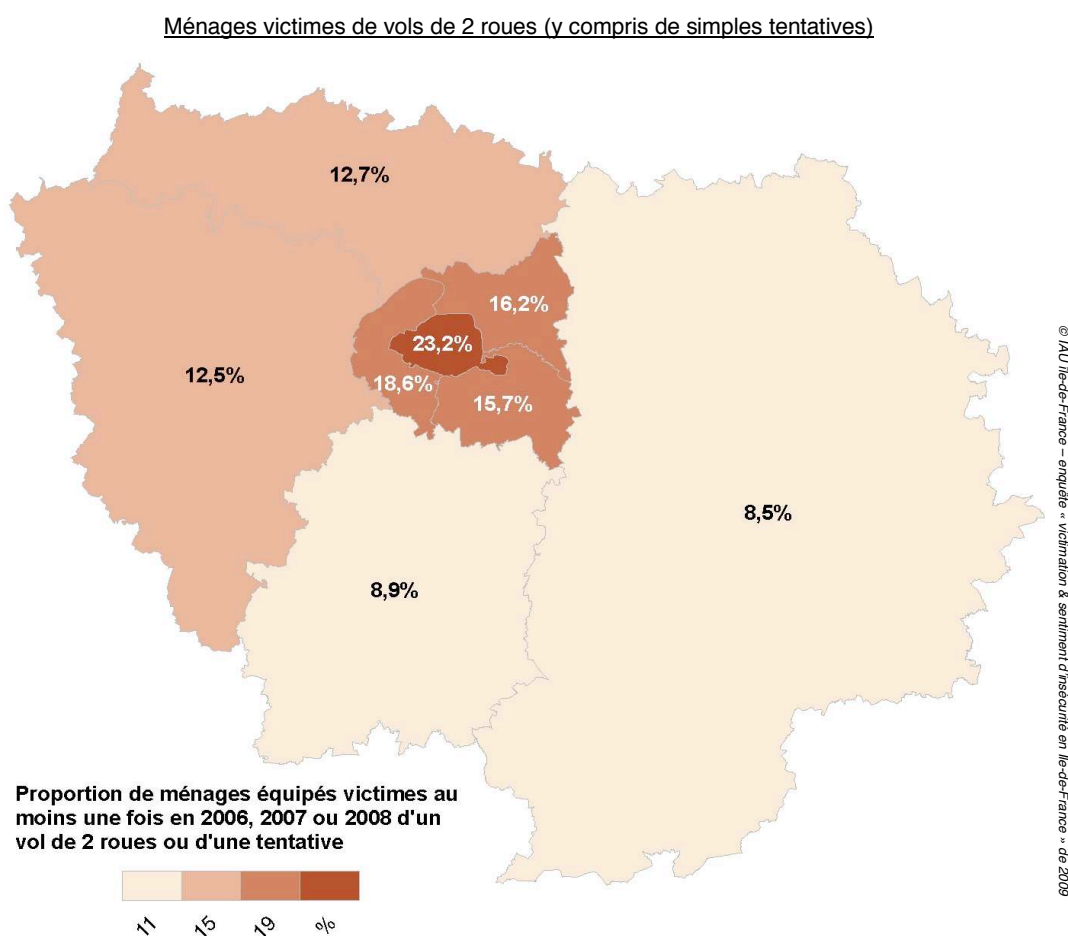 Ménages victimes de vols de 2 roues (y compris de simples tentatives)
12,7%
16,2%
23,2%
12,5%
18,6%
15,7%
8,5%
8,9%
© IAU île-de-France – enquête « victimation & sentiment d'insécurité en Ile-de-France » de 2009
Proportion de ménages équipés victimes au
moins une fois en 2006, 2007 ou 2008 d'un
vol de 2 roues ou d'une tentative
11 15 19 %